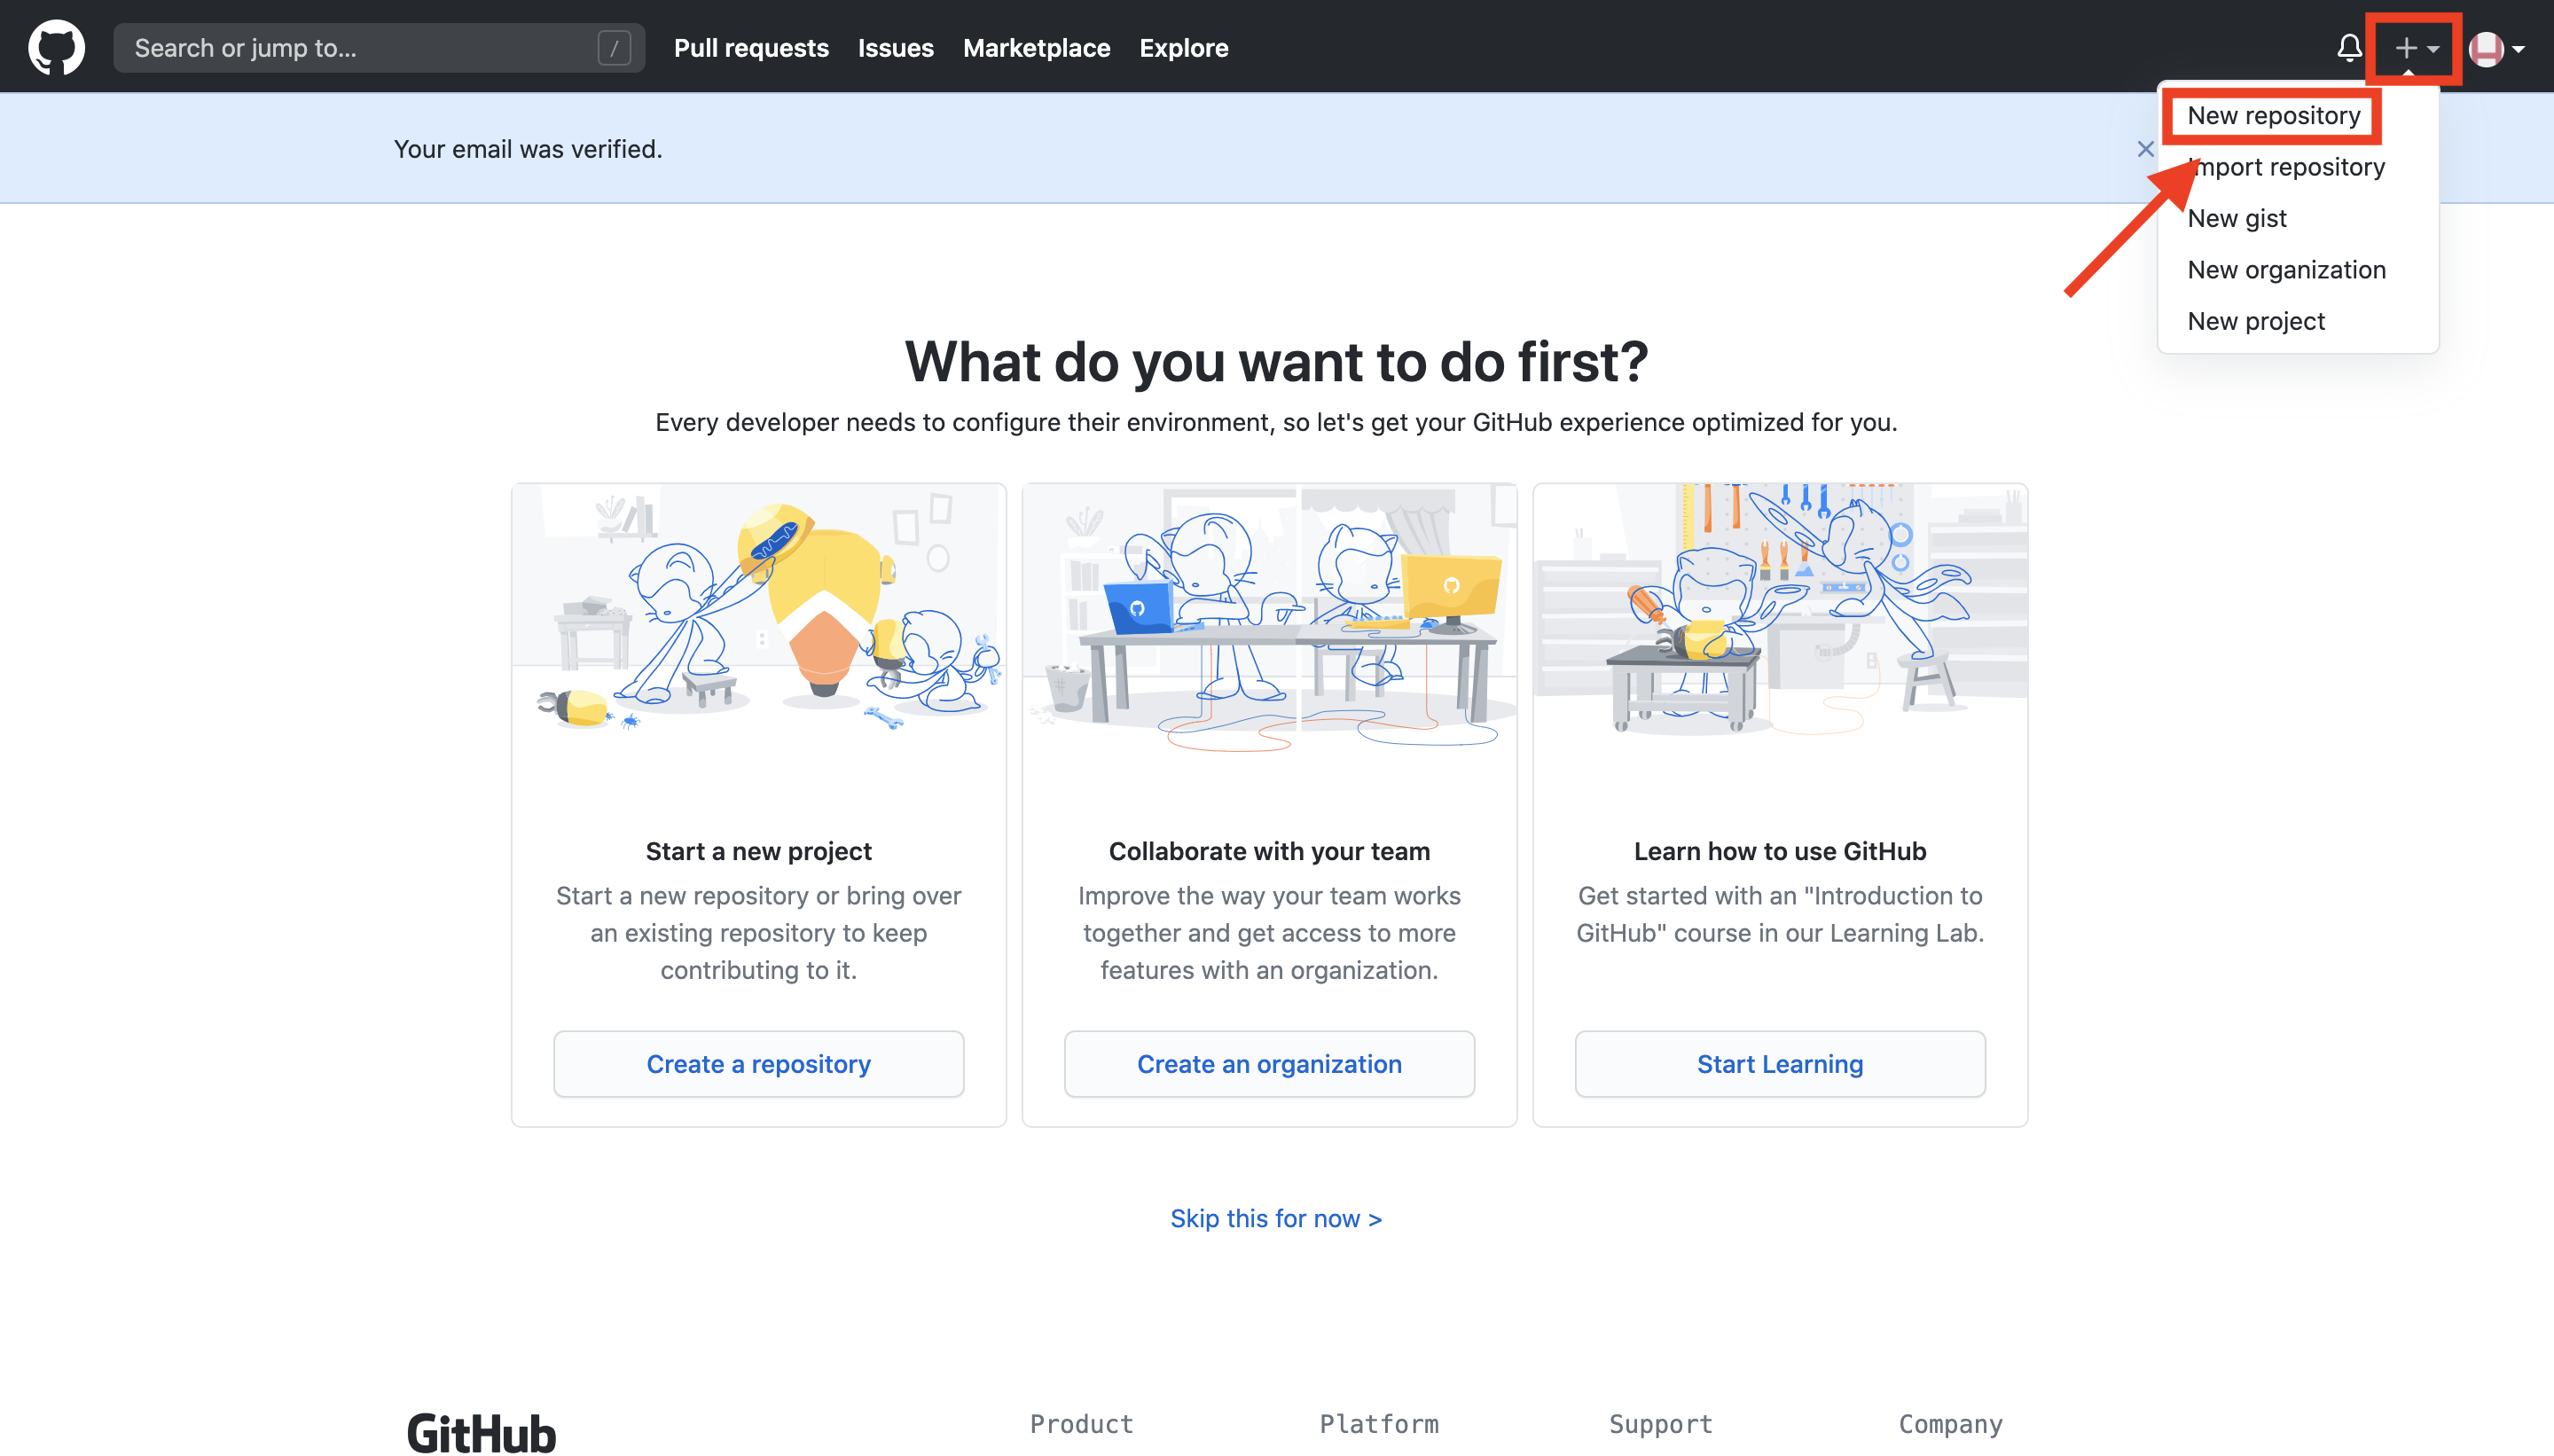 Search or jump to...
/
Pull requests
Issues
Marketplace
Explore
New repository
Import repository
New gist
New organization
New project
Your email was verified.
What do you want to do first?
Every developer needs to configure their environment, so let's get your GitHub experience optimized for you.
Start a new project
Start a new repository or bring over
an existing repository to keep
contributing to it.
Create a repository
Collaborate with your team
Improve the way your team works
together and get access to more
features with an organization.
Create an organization
Learn how to use GitHub
Get started with an "Introduction to
GitHub" course in our Learning Lab.
Start Learning
Skip this for now >
GitHub
Product
Platform
Support
Company